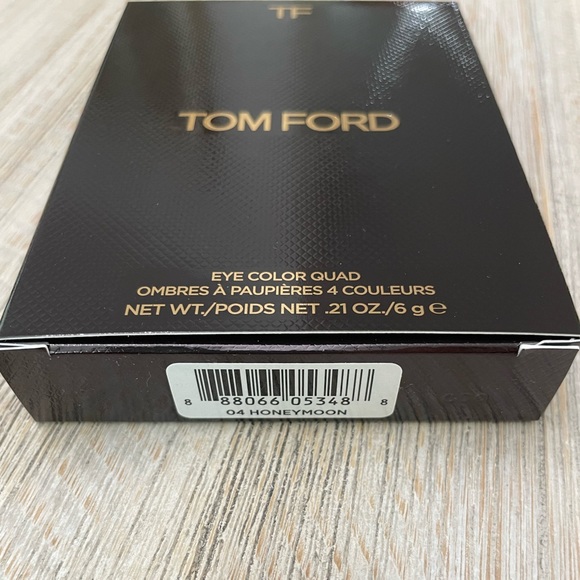 TF
TOM FORD
EYE COLOR QUAD
OMBRES À PAUPIÈRES 4 COULEURS
NET WT./POIDS NET .21 OZ./6 g ℮
8 88066 05348 8
04 HONEYMOON